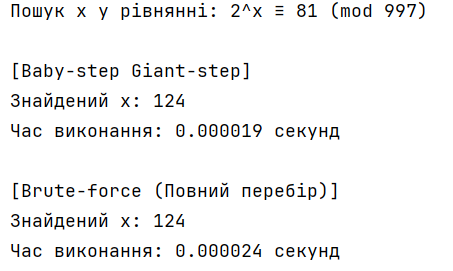 Пошук x у рівнянні: 2^x ≡ 81 (mod 997)
[Baby-step Giant-step]
Знайдений x: 124
Час виконання: 0.000019 секунд
[Brute-force (Повний перебір)]
Знайдений x: 124
Час виконання: 0.000024 секунд